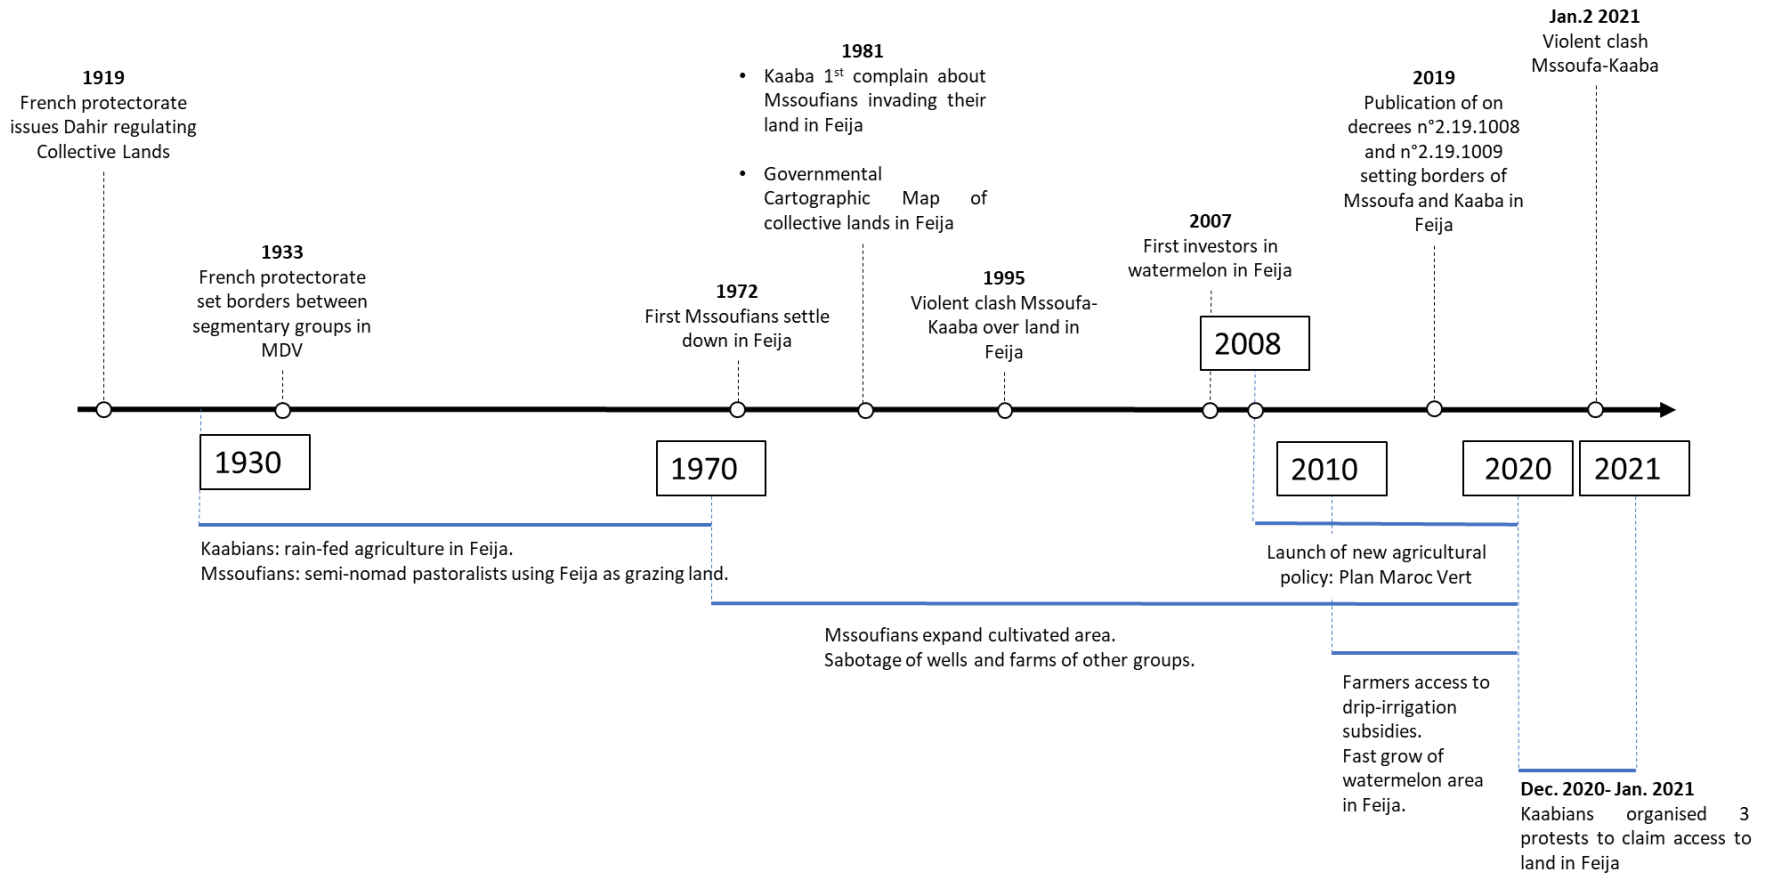 1919
French protectorate
issues Dahir regulating
Collective Lands
1933
French protectorate
set borders between
segmentary groups in
MDV
1972
First Mssoufians settle
down in Feija
1981
• Kaaba 1st complain about
Mssoufians invading their
land in Feija
• Governmental
Cartographic Map of
collective lands in Feija
1995
Violent clash Mssoufa-
Kaaba over land in
Feija
2007
First investors in
watermelon in Feija
2008
2019
Publication of on
decrees n°2.19.1008
and n°2.19.1009
setting borders of
Mssoufa and Kaaba in
Feija
Jan.2 2021
Violent clash
Mssoufa-Kaaba
1930
1970
2010
2020
2021
Kaabians: rain-fed agriculture in Feija.
Mssoufians: semi-nomad pastoralists using Feija as grazing land.
Launch of new agricultural
policy: Plan Maroc Vert
Mssoufians expand cultivated area.
Sabotage of wells and farms of other groups.
Farmers access to
drip-irrigation
subsidies.
Fast grow of
watermelon area
in Feija.
Dec. 2020- Jan. 2021
Kaabians organised 3
protests to claim access to
land in Feija